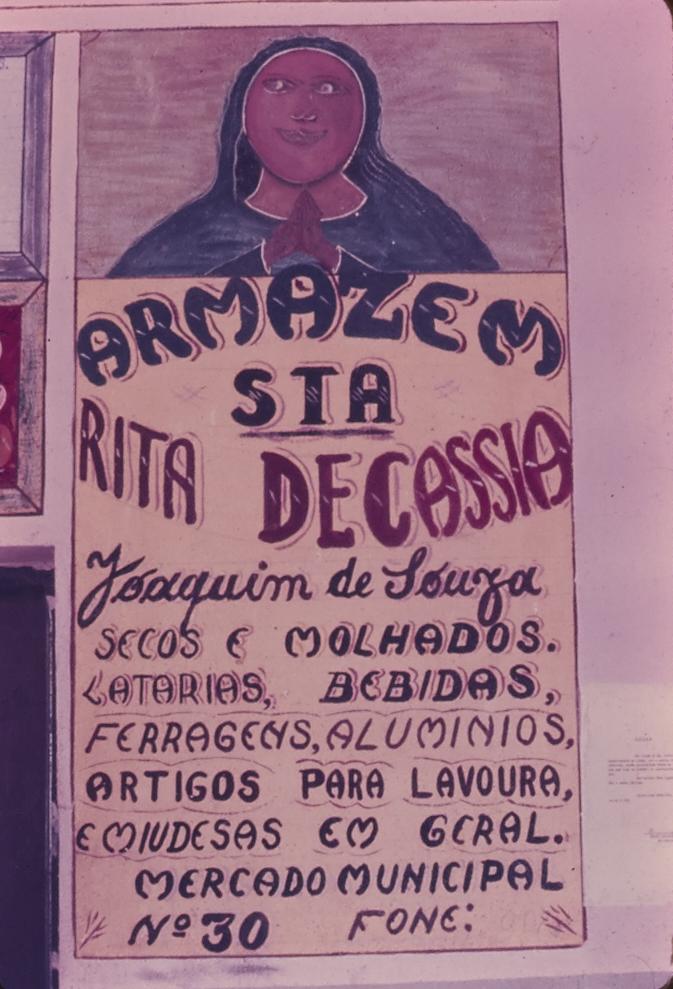 ARMAZEM
STA
RITA DECASSIA
Joaquim de Souza
SECOS E MOLHADOS.
LATARIAS, BEBIDAS,
FERRAGENS, ALUMINIOS,
ARTIGOS PARA LAVOURA,
E MIUDESAS EM GERAL.
MERCADO MUNICIPAL
Nº 30 FONE: